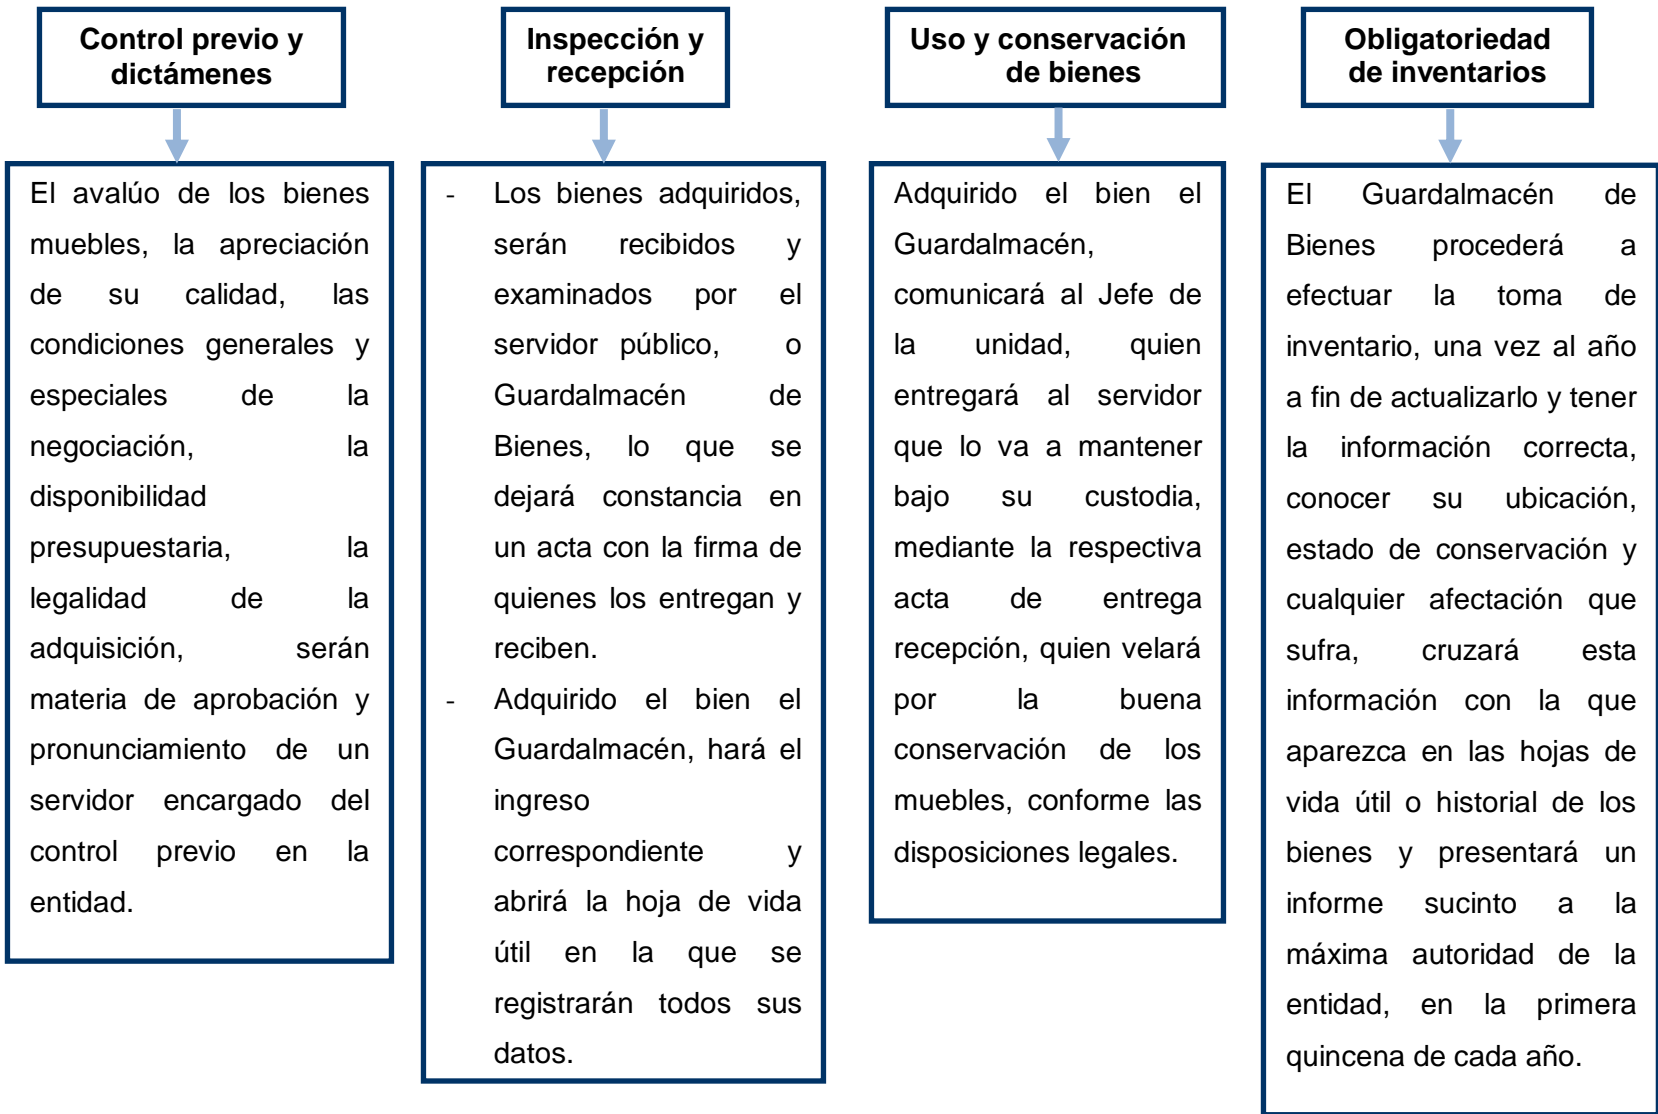 Control previo y
dictámenes
El avalúo de los bienes
muebles, la apreciación
de su calidad, las
condiciones generales y
especiales de la
negociación, la
disponibilidad
presupuestaria, la
legalidad de la
adquisición, serán
materia de aprobación y
pronunciamiento de un
servidor encargado del
control previo en la
entidad.
Inspección y
recepción
- Los bienes adquiridos,
serán recibidos y
examinados por el
servidor público, o
Guardalmacén de
Bienes, lo que se
dejará constancia en
un acta con la firma de
quienes los entregan y
reciben.
- Adquirido el bien el
Guardalmacén, hará el
ingreso
correspondiente y
abrirá la hoja de vida
útil en la que se
registrarán todos sus
datos.
Uso y conservación
de bienes
Adquirido el bien el
Guardalmacén,
comunicará al Jefe de
la unidad, quien
entregará al servidor
que lo va a mantener
bajo su custodia,
mediante la respectiva
acta de entrega
recepción, quien velará
por la buena
conservación de los
muebles, conforme las
disposiciones legales.
Obligatoriedad
de inventarios
El Guardalmacén de
Bienes procederá a
efectuar la toma de
inventario, una vez al año
a fin de actualizarlo y tener
la información correcta,
conocer su ubicación,
estado de conservación y
cualquier afectación que
sufra, cruzará esta
información con la que
aparezca en las hojas de
vida útil o historial de los
bienes y presentará un
informe sucinto a la
máxima autoridad de la
entidad, en la primera
quincena de cada año.